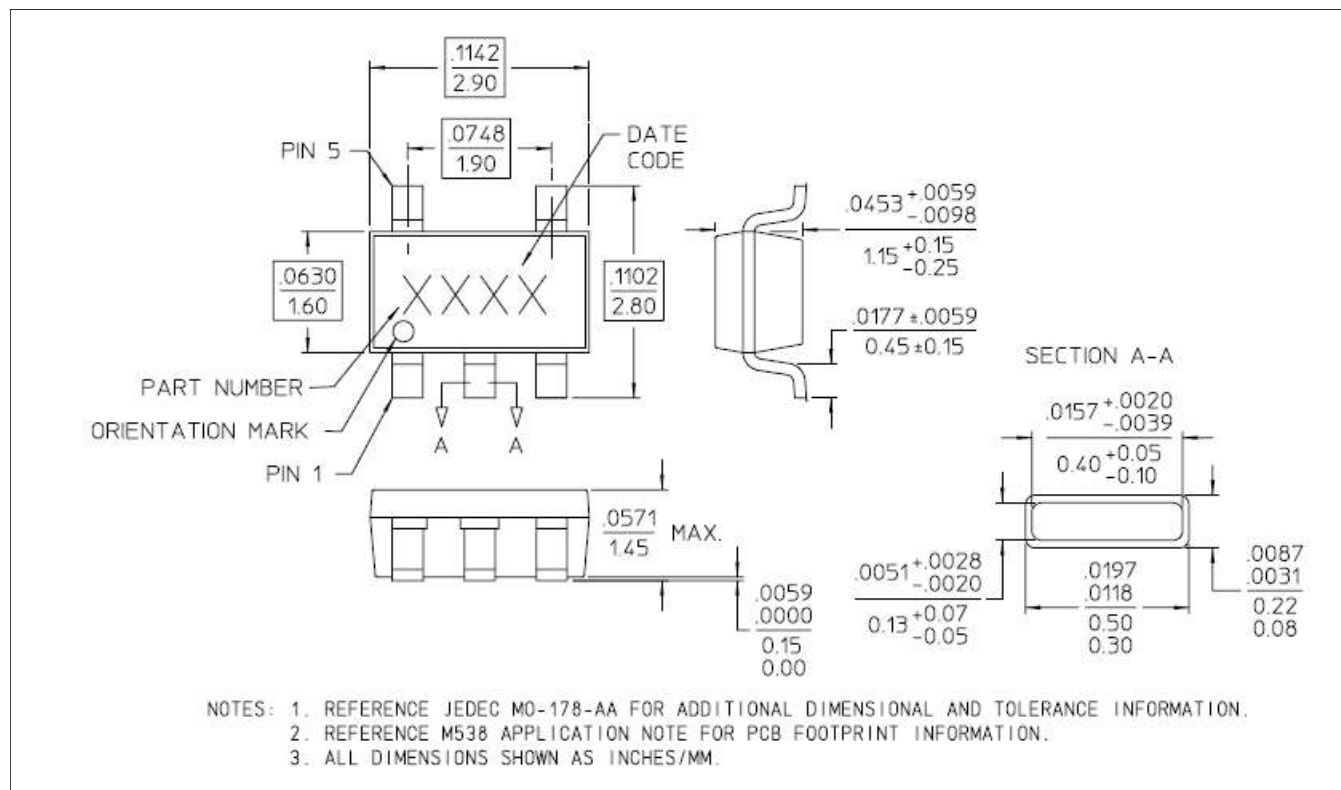 .1142
2.90
.0748
1.90
DATE
CODE
PIN 5
.0453 +.0059
-.0098
1.15 +0.15
-0.25
.0630
1.60
XXXX
.1102
2.80
.0177 ±.0059
0.45 ±0.15
SECTION A-A
PART NUMBER
ORIENTATION MARK
PIN 1
A A
.0157 +.0020
-.0039
0.40 +0.05
-0.10
.0571
1.45
MAX.
.0059
.0000
0.15
0.00
.0051 +.0028
-.0020
0.13 +0.07
-0.05
.0197
.0118
0.50
0.30
.0087
.0031
0.22
0.08
NOTES: 1. REFERENCE JEDEC MO-178-AA FOR ADDITIONAL DIMENSIONAL AND TOLERANCE INFORMATION.
2. REFERENCE M538 APPLICATION NOTE FOR PCB FOOTPRINT INFORMATION.
3. ALL DIMENSIONS SHOWN AS INCHES/MM.